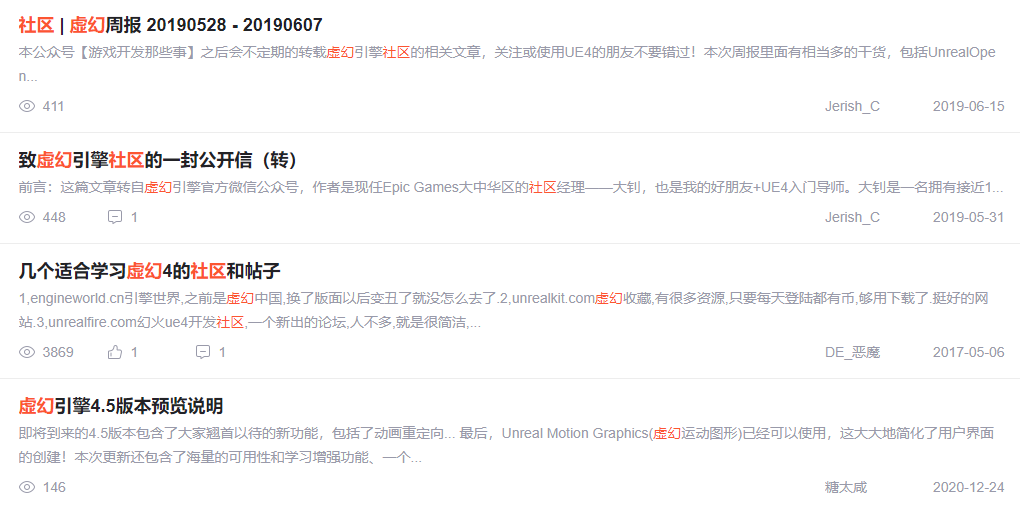 社区 | 虚幻周报 20190528 - 20190607
本公众号【游戏开发那些事】之后会不定期的转载虚幻引擎社区的相关文章，关注或使用UE4的朋友不要错过！本次周报里面有相当多的干货，包括UnrealOpe
n...
411 Jerish_C 2019-06-15
致虚幻引擎社区的一封公开信（转）
前言：这篇文章转自虚幻引擎官方微信公众号，作者是现任Epic Games大中华区的社区经理——大钊，也是我的好朋友+UE4入门导师。大钊是一名拥有接近1...
448 1 Jerish_C 2019-05-31
几个适合学习虚幻4的社区和帖子
1,engineworld.cn引擎世界,之前是虚幻中国,换了版面以后变丑了就没怎么去了.2,unrealkit.com虚幻收藏,有很多资源,只要每天登陆都有币,够用下载了.挺好的网
站.3,unrealfire.com幻火ue4开发社区,一个新出的论坛,人不多,就是很简洁,...
3869 1 1 DE_恶魔 2017-05-06
虚幻引擎4.5版本预览说明
即将到来的4.5版本包含了大家翘首以待的新功能，包括了动画重定向... 最后，Unreal Motion Graphics(虚幻运动图形)已经可以使用，这大大地简化了用户界面
的创建！本次更新还包含了海量的可用性和学习增强功能、一个...
146 糖太咸 2020-12-24